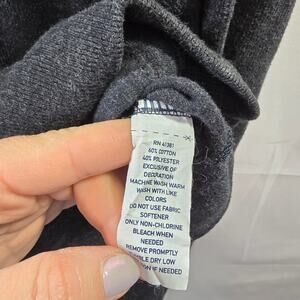 RN 41381
60% COTTON
40% POLYESTER
EXCLUSIVE OF
DECORATION
MACHINE WASH WARM
WASH WITH LIKE
COLORS
DO NOT USE FABRIC
SOFTENER
ONLY NON-CHLORINE
BLEACH WHEN
NEEDED
REMOVE PROMPTLY
DRY LOW
IF NEEDED